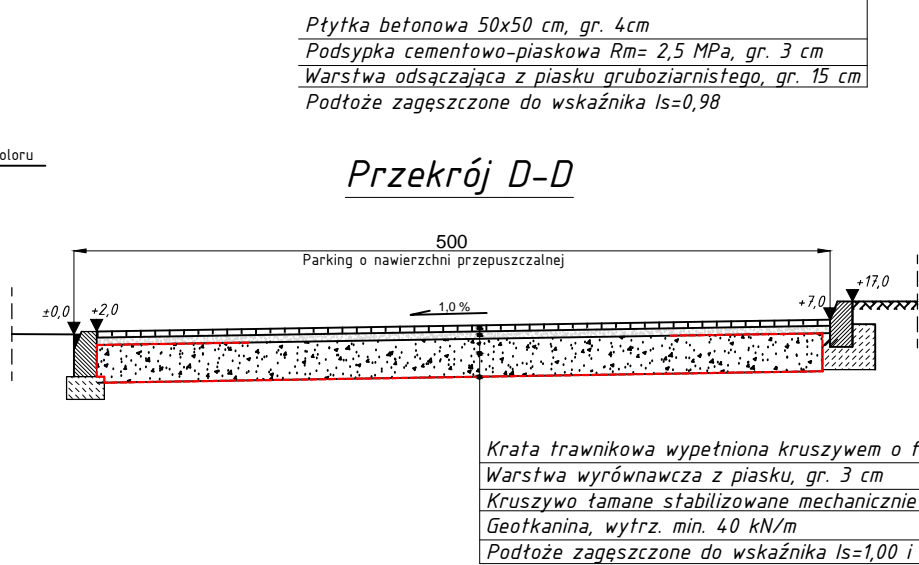 Płytka betonowa 50x50 cm, gr. 4cm
Podsypka cementowo-piaskowa Rm= 2,5 MPa, gr. 3 cm
Warstwa odsączająca z piasku gruboziarnistego, gr. 15 cm
Podłoże zagęszczone do wskaźnika Is=0,98
oloru
Przekrój D-D
500
Parking o nawierzchni przepuszczalnej
±0,0
+2,0
1,0 %
+7,0
+17,0
Krata trawnikowa wypełniona kruszywem o f
Warstwa wyrównawcza z piasku, gr. 3 cm
Kruszywo łamane stabilizowane mechanicznie
Geotkanina, wytrz. min. 40 kN/m
Podłoże zagęszczone do wskaźnika Is=1,00 i